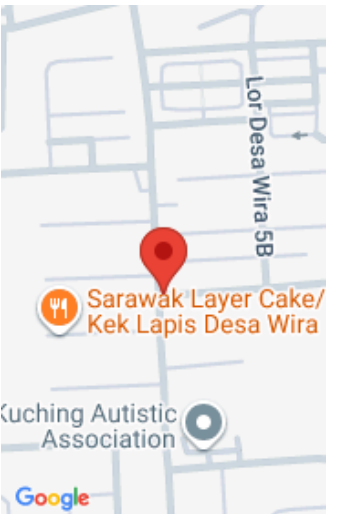 Lor Desa Wira 5B
Sarawak Layer Cake/
Kek Lapis Desa Wira
Kuching Autistic
Association
Google